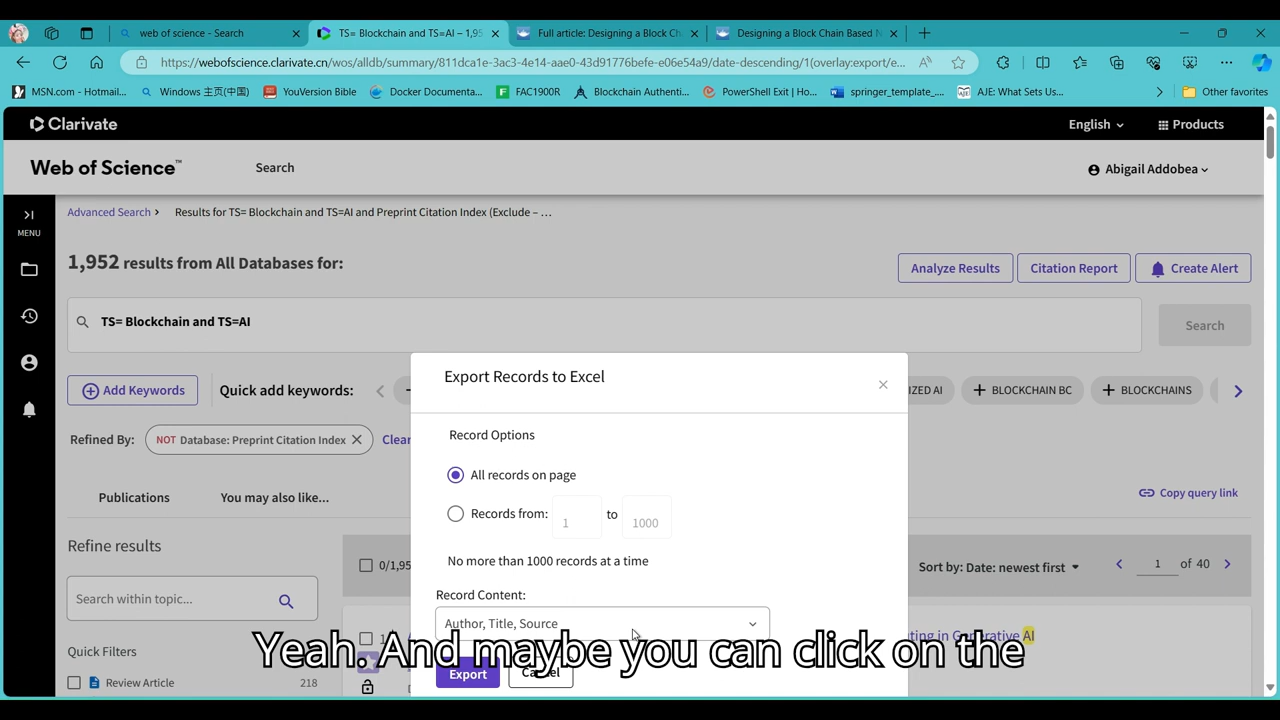 web of science - Search
TS= Blockchain and TS=AI – 1,95
Full article: Designing a Block Ch
Designing a Block Chain Based N
https://webofscience.clarivate.cn/wos/alldb/summary/811dca1e-3ac3-4e14-aae0-43d91776befe-e06e54a9/date-descending/1(overlay:export/e...
MSN.com - Hotmail...
Windows 主页(中国)
YouVersion Bible
Docker Documenta...
FAC1900R
Blockchain Authenti...
PowerShell Exit | Ho...
springer_template_...
AJE: What Sets Us...
Other favorites
Clarivate
English
Products
Web of Science™
Search
Abigail Addobea
MENU
Advanced Search
Results for TS= Blockchain and TS=AI and Preprint Citation Index (Exclude – ...
1,952 results from All Databases for:
Analyze Results
Citation Report
Create Alert
TS= Blockchain and TS=AI
Search
Add Keywords
Quick add keywords:
IZED AI
BLOCKCHAIN BC
BLOCKCHAINS
Refined By:
NOT Database: Preprint Citation Index
Clear
Export Records to Excel
Record Options
All records on page
Records from: 1 to 1000
No more than 1000 records at a time
Record Content:
Author, Title, Source
Export
Cancel
Publications
You may also like...
Copy query link
Refine results
Search within topic...
Quick Filters
Review Article 218
0/1,95
Sort by: Date: newest first
1 of 40
1
uting in Generative AI
Yeah. And maybe you can click on the